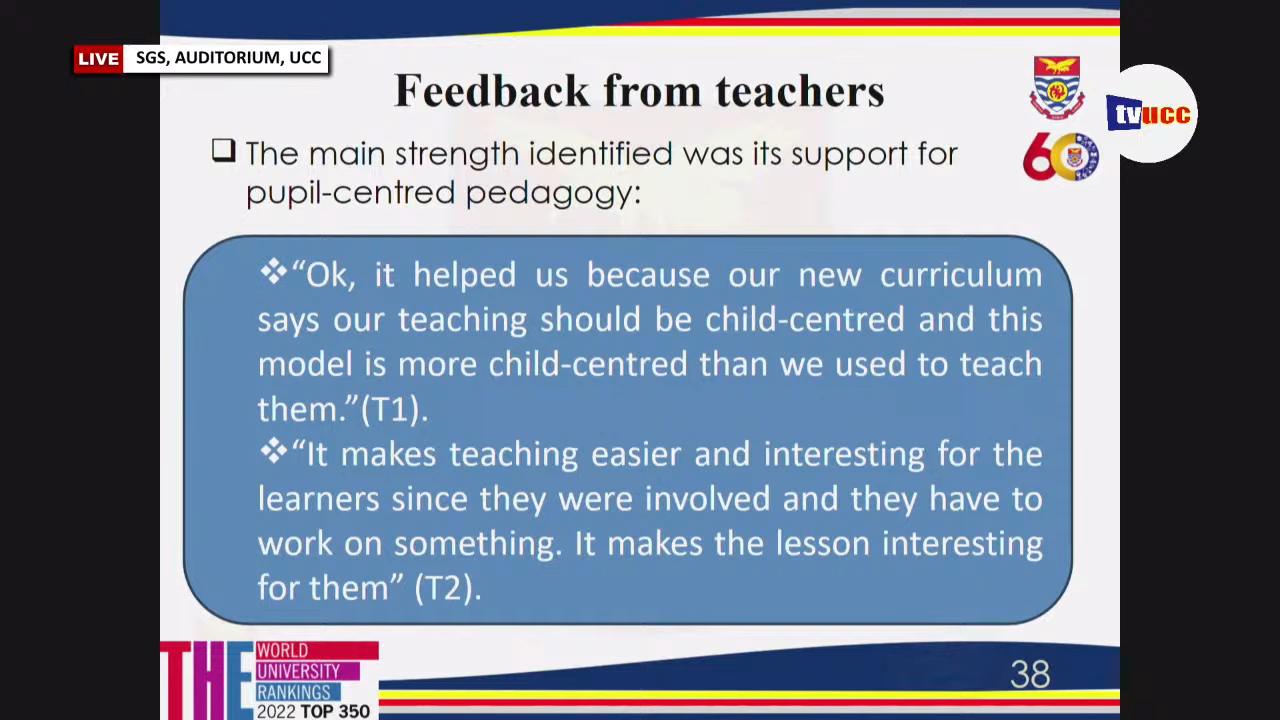 LIVE SGS, AUDITORIUM, UCC
Feedback from teachers
tvucc
The main strength identified was its support for
pupil-centred pedagogy:
60
“Ok, it helped us because our new curriculum
says our teaching should be child-centred and this
model is more child-centred than we used to teach
them.”(T1).
“It makes teaching easier and interesting for the
learners since they were involved and they have to
work on something. It makes the lesson interesting
for them” (T2).
THE
WORLD
UNIVERSITY
RANKINGS
2022 TOP 350
38